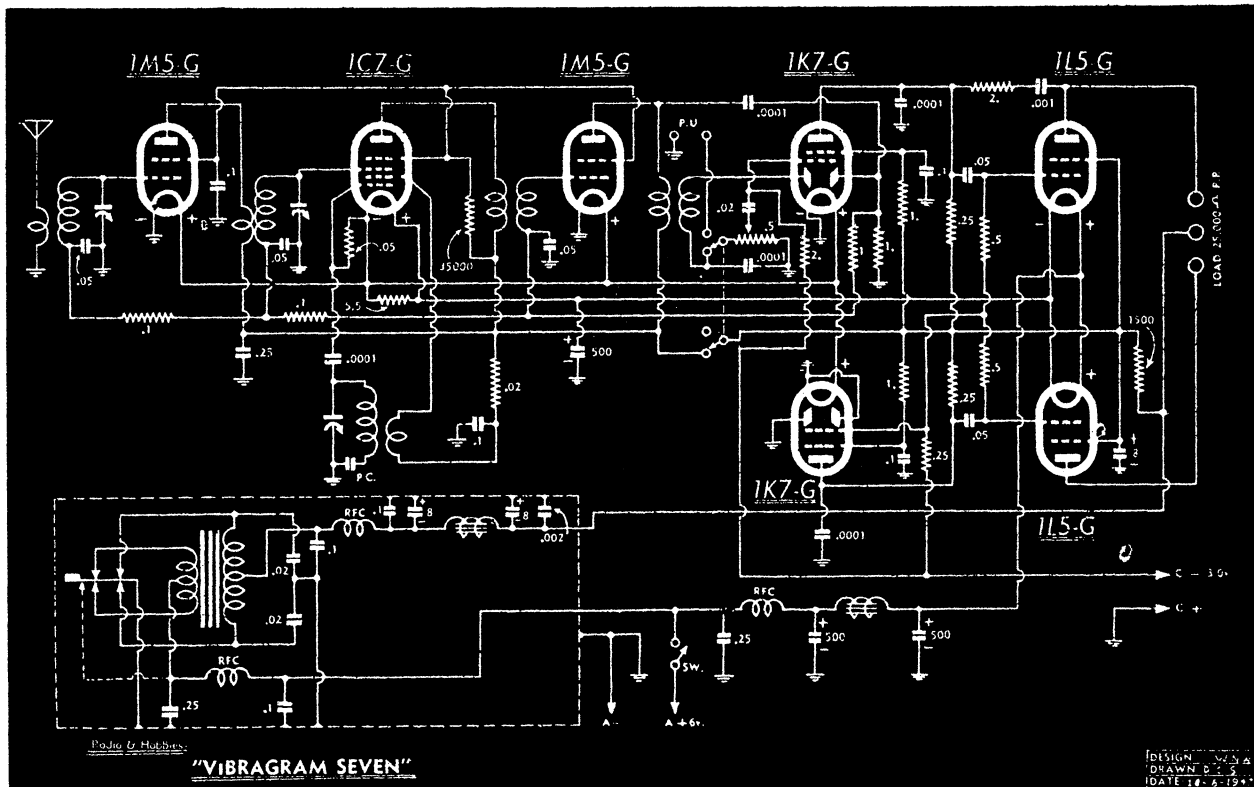 1M5-G
1C7-G
1M5-G
1K7-G
1L5-G
.0001
.0001
2.
.001
P.U
.1
.1
.05
.02
.5
.05
.05
.05
.05
15000
.0001
2.
1.
1.
1.
.25
.5
LOAD 25,000 Ω P.P.
.1
.1
5.5
.25
.0001
500
.02
1500
1.
.25
.5
.05
.1
.25
8
P.C.
.1
1K7-G
1L5-G
RFC
.1
8
8
.002
.1
.0001
.02
.02
RFC
.25
.1
RFC
.25
500
500
SW.
A -
A +6v.
C +
Radio & Hobbies
"VIBRAGRAM SEVEN"
DESIGN
DRAWN
DATE